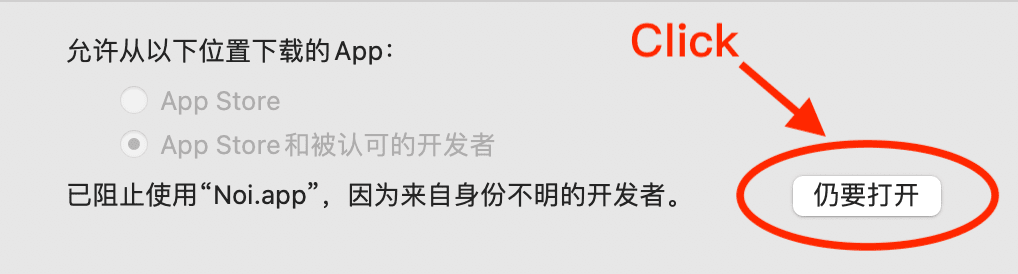 Click
允许从以下位置下载的App：
App Store
App Store和被认可的开发者
已阻止使用“Noi.app”，因为来自身份不明的开发者。
仍要打开